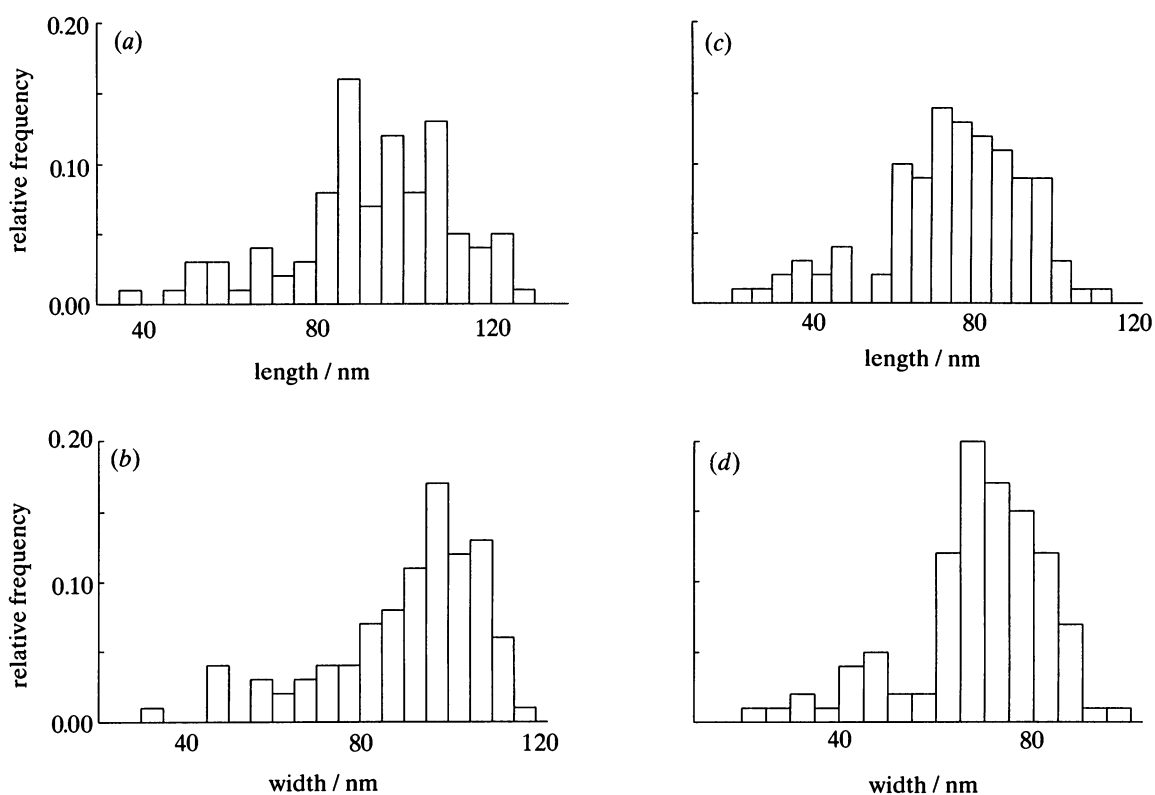 0.20
(a)
relative frequency
0.10
0.00
40 80 120
length / nm
(c)
40 80 120
length / nm
0.20
(b)
relative frequency
0.10
0.00
40 80 120
width / nm
(d)
40 80
width / nm